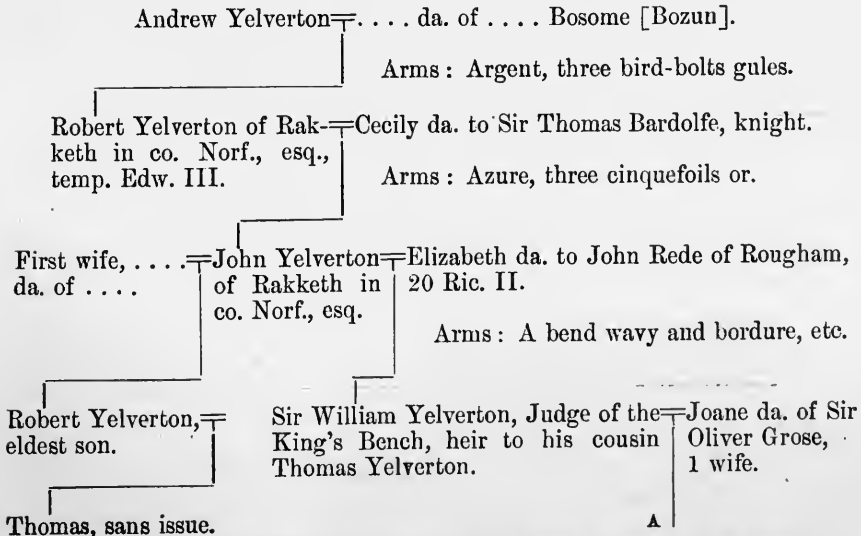 Andrew Yelverton=. . . . da. of . . . . Bosome [Bozun].
Arms : Argent, three bird-bolts gules.
Robert Yelverton of Rak-=Cecily da. to Sir Thomas Bardolfe, knight.
keth in co. Norf., esq.,
temp. Edw. III.
Arms : Azure, three cinquefoils or.
First wife, . . . .=John Yelverton=Elizabeth da. to John Rede of Rougham,
da. of . . . . of Rakketh in 20 Ric. II.
co. Norf., esq.
Arms : A bend wavy and bordure, etc.
Robert Yelverton,= Sir William Yelverton, Judge of the=Joane da. of Sir
eldest son. King's Bench, heir to his cousin Oliver Grose,
Thomas Yelverton. 1 wife.
Thomas, sans issue. A